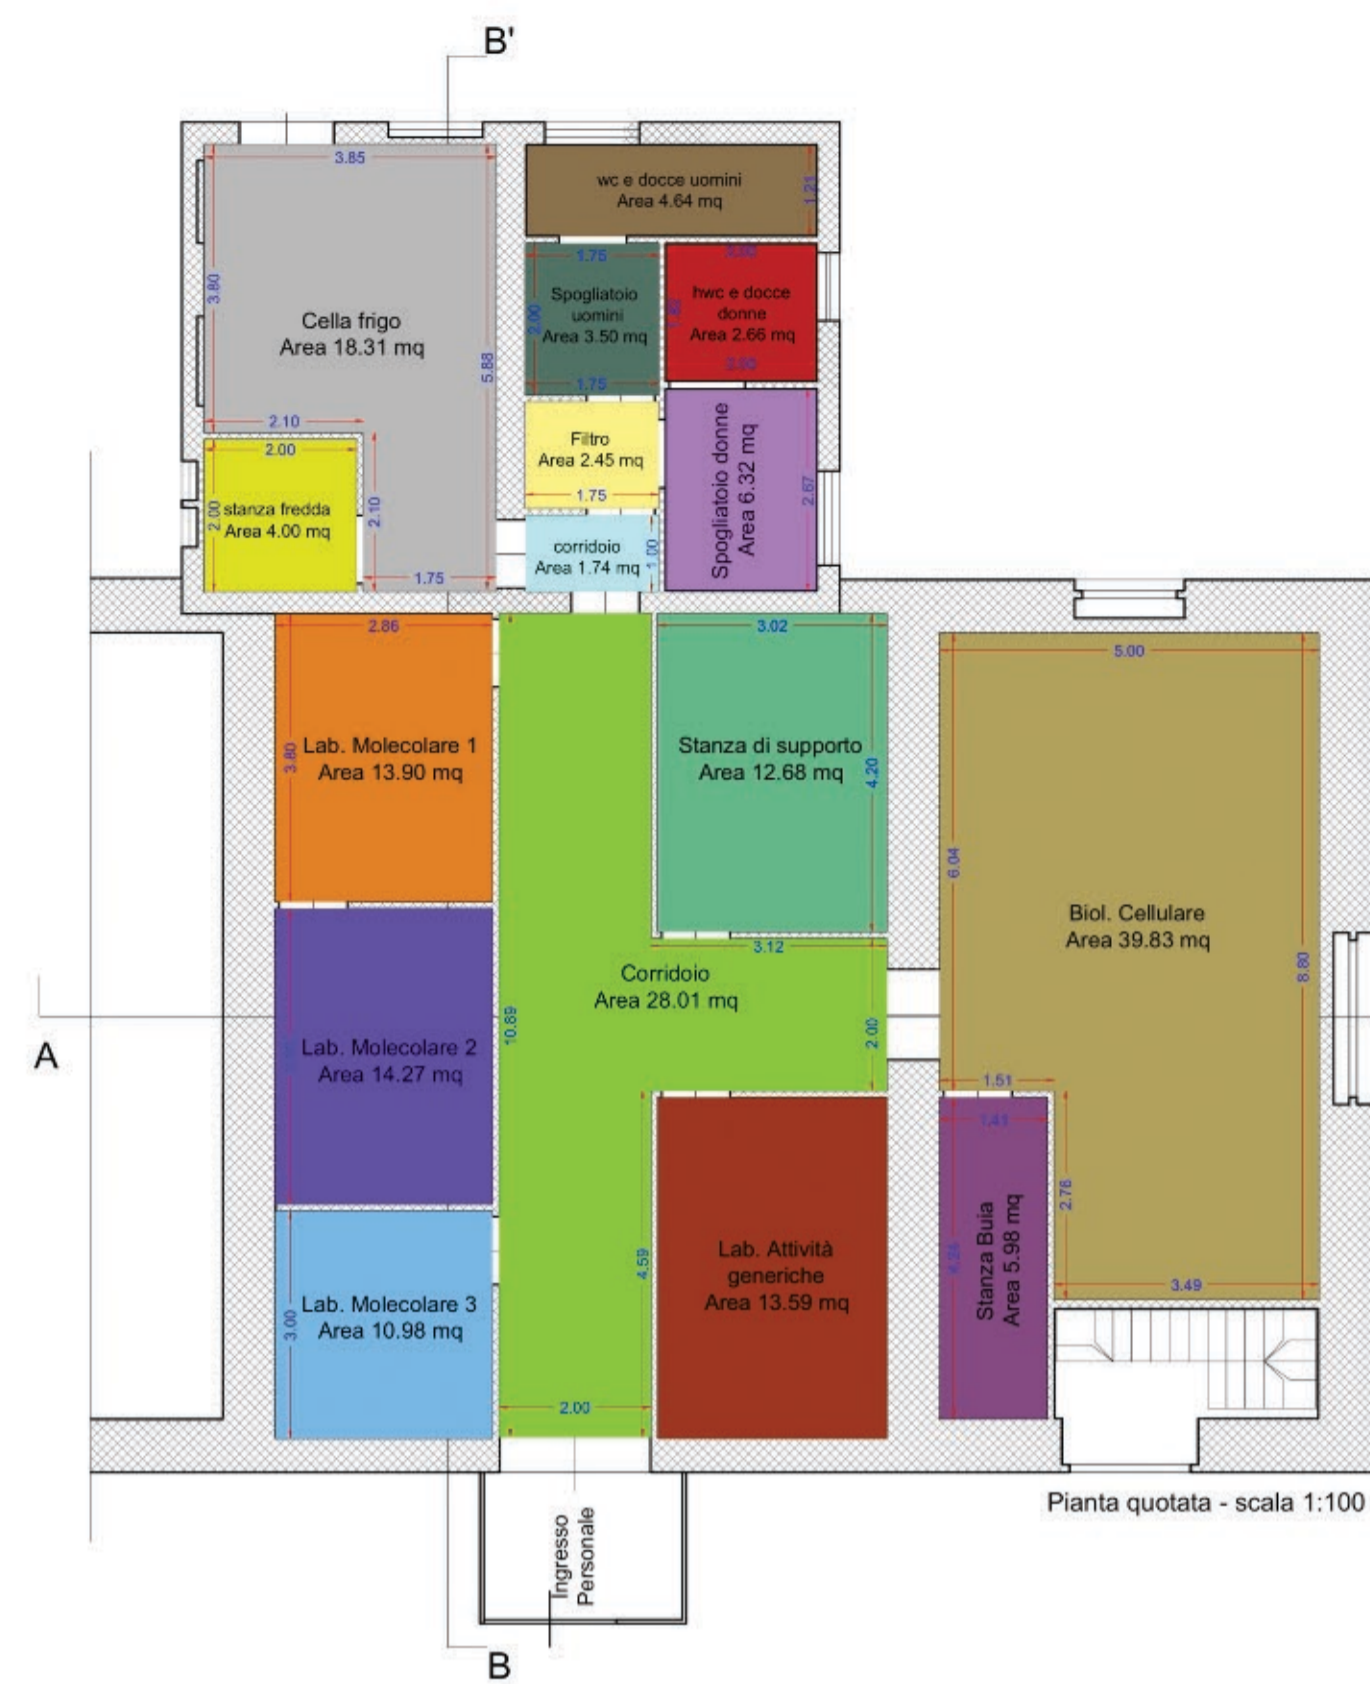 B'
3.85
wc e docce uomini
Area 4.64 mq
1.21
1.75
Spogliatoio
uomini
Area 3.50 mq
2.00
1.75
hwc e docce
donne
Area 2.66 mq
3.80
Cella frigo
Area 18.31 mq
5.88
2.10
2.00
stanza fredda
Area 4.00 mq
2.00
2.10
1.75
Filtro
Area 2.45 mq
1.75
corridoio
Area 1.74 mq
1.00
Spogliatoio donne
Area 6.32 mq
2.67
2.86
3.80
Lab. Molecolare 1
Area 13.90 mq
3.02
Stanza di supporto
Area 12.68 mq
4.20
5.00
6.04
Biol. Cellulare
Area 39.83 mq
8.80
3.12
Corridoio
Area 28.01 mq
10.89
2.00
A
Lab. Molecolare 2
Area 14.27 mq
1.51
1.41
2.76
Stanza Buia
Area 5.98 mq
3.49
4.59
Lab. Attività
generiche
Area 13.59 mq
Lab. Molecolare 3
Area 10.98 mq
3.00
2.00
Pianta quotata - scala 1:100
Ingresso
Personale
B